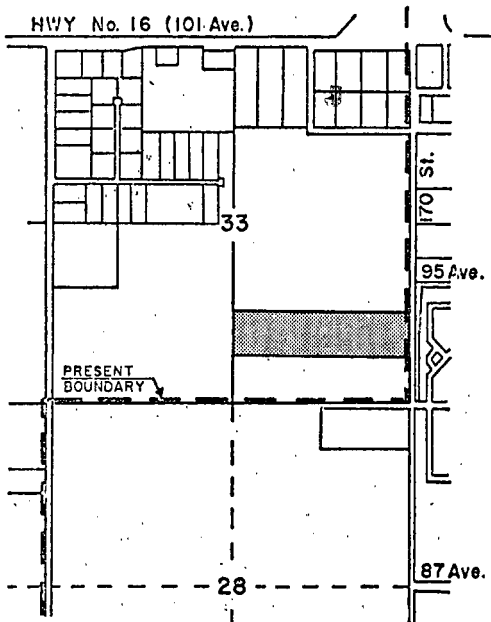 HWY No. 16 (101 Ave.)
170 St.
33
95 Ave.
PRESENT
BOUNDARY
87 Ave.
28